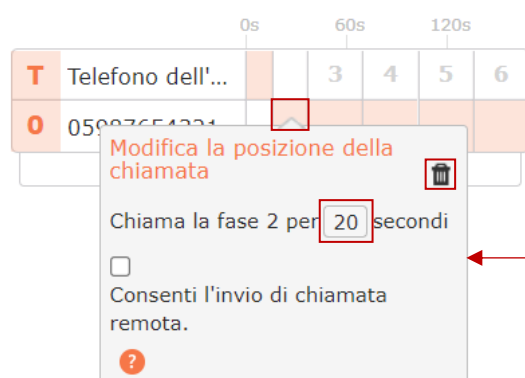 0s 60s 120s
T Telefono dell'... 3 4 5 6
0
Modifica la posizione della
chiamata
Chiama la fase 2 per 20 secondi
Consenti l'invio di chiamata
remota.
?